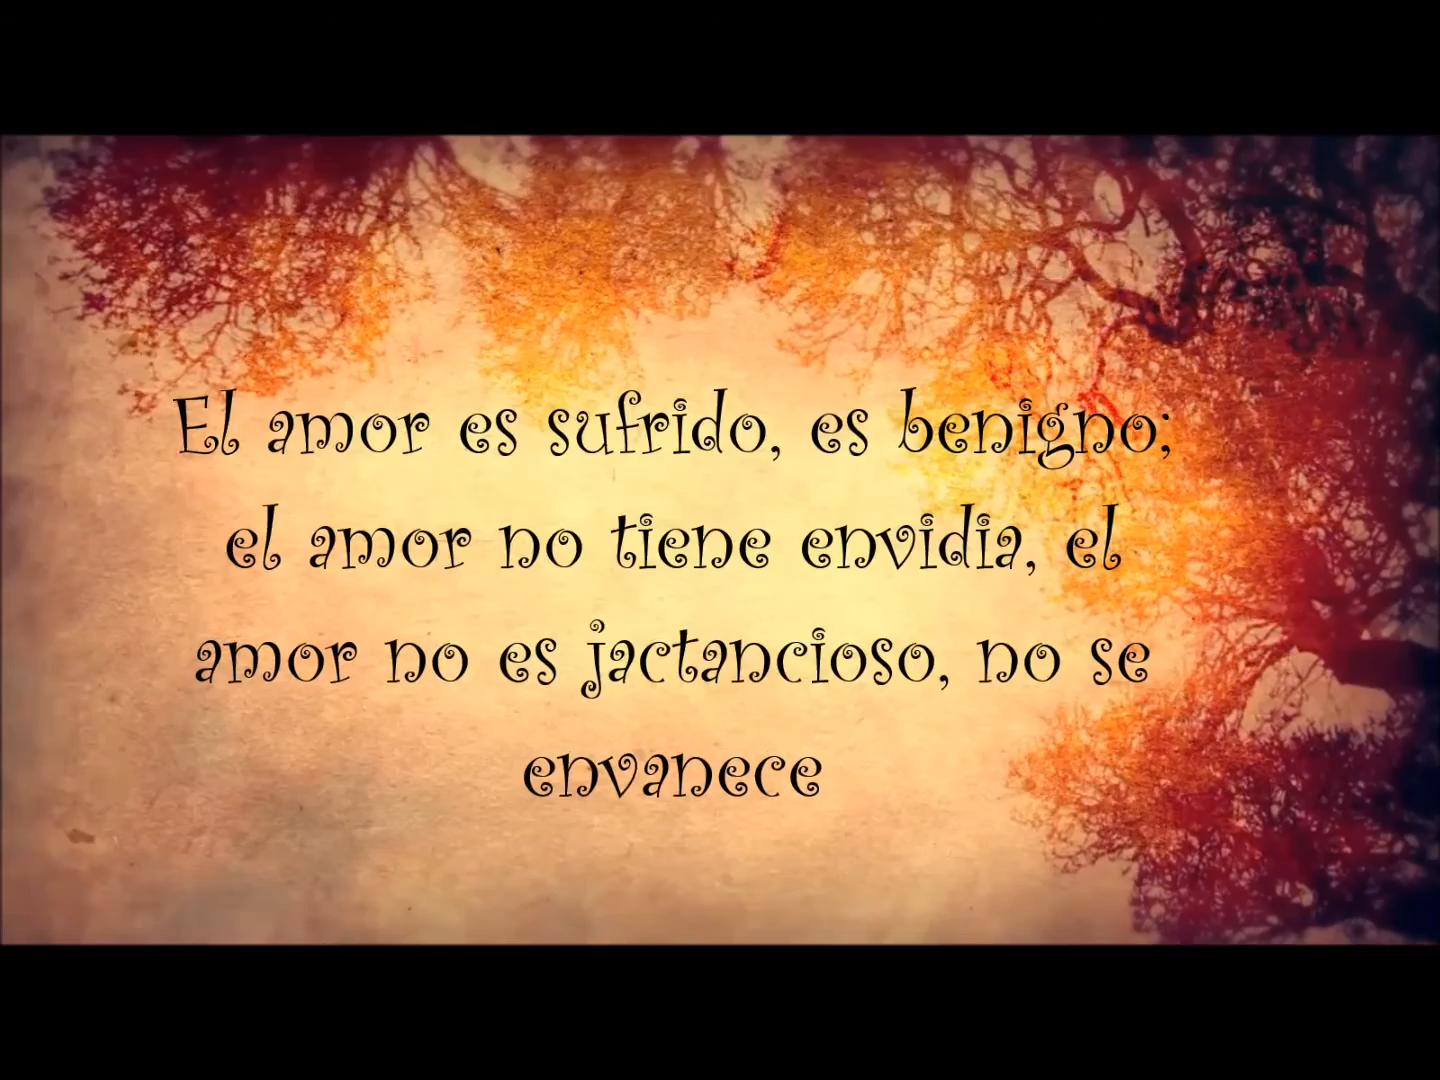 El amor es sufrido, es benigno;
el amor no tiene envidia, el
amor no es jactancioso, no se
envanece